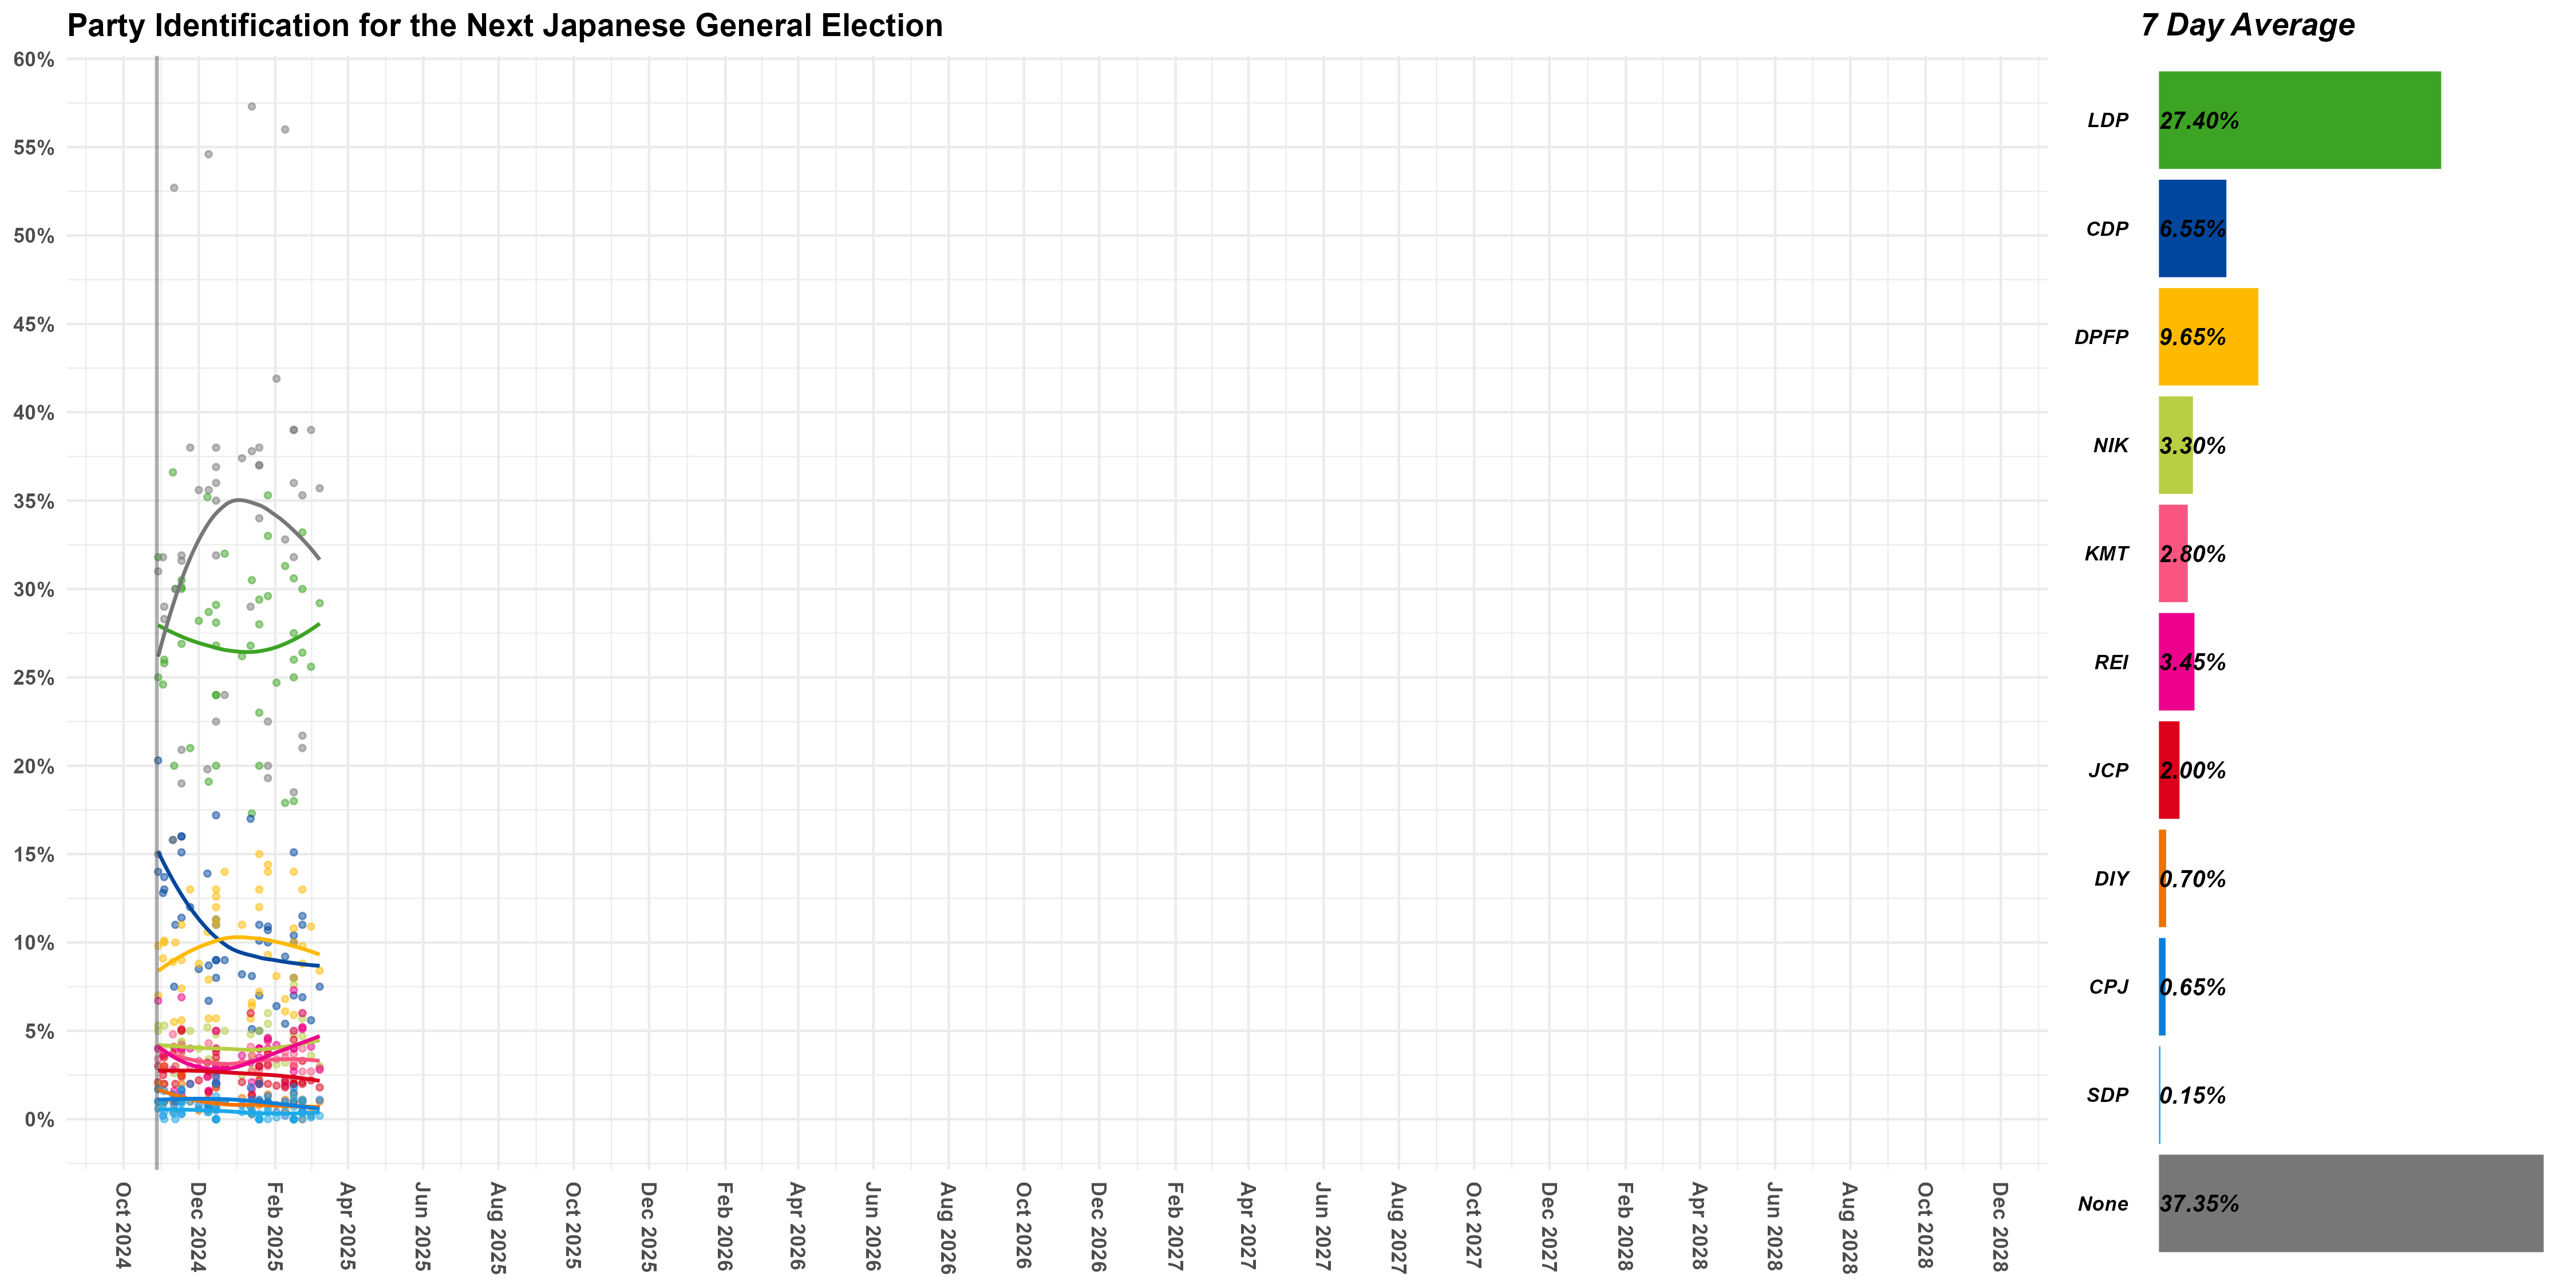 Party Identification for the Next Japanese General Election
7 Day Average
60%
55%
50%
45%
40%
35%
30%
25%
20%
15%
10%
5%
0%
Oct 2024
Dec 2024
Feb 2025
Apr 2025
Jun 2025
Aug 2025
Oct 2025
Dec 2025
Feb 2026
Apr 2026
Jun 2026
Aug 2026
Oct 2026
Dec 2026
Feb 2027
Apr 2027
Jun 2027
Aug 2027
Oct 2027
Dec 2027
Feb 2028
Apr 2028
Jun 2028
Aug 2028
Oct 2028
Dec 2028
LDP 27.40%
CDP 6.55%
DPFP 9.65%
NIK 3.30%
KMT 2.80%
REI 3.45%
JCP 2.00%
DIY 0.70%
CPJ 0.65%
SDP 0.15%
None 37.35%